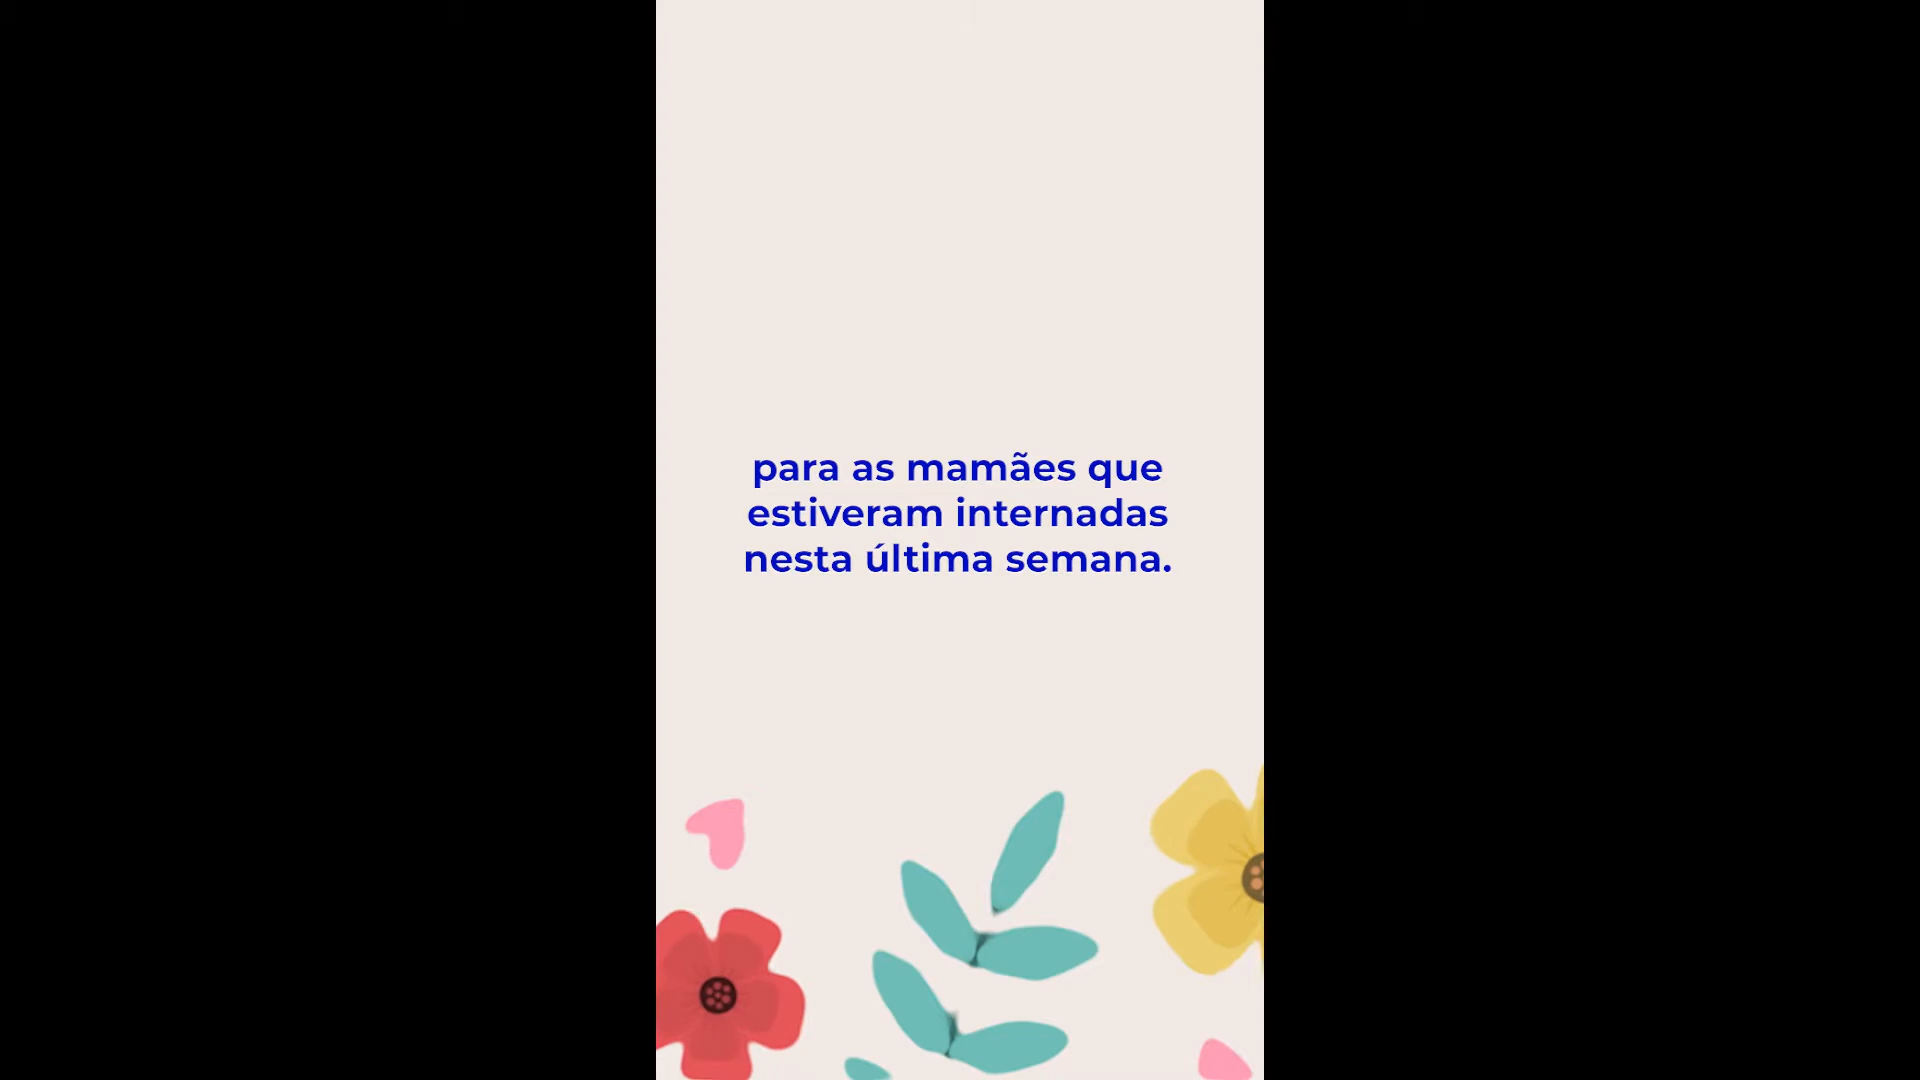 para as mamães que
estiveram internadas
nesta última semana.